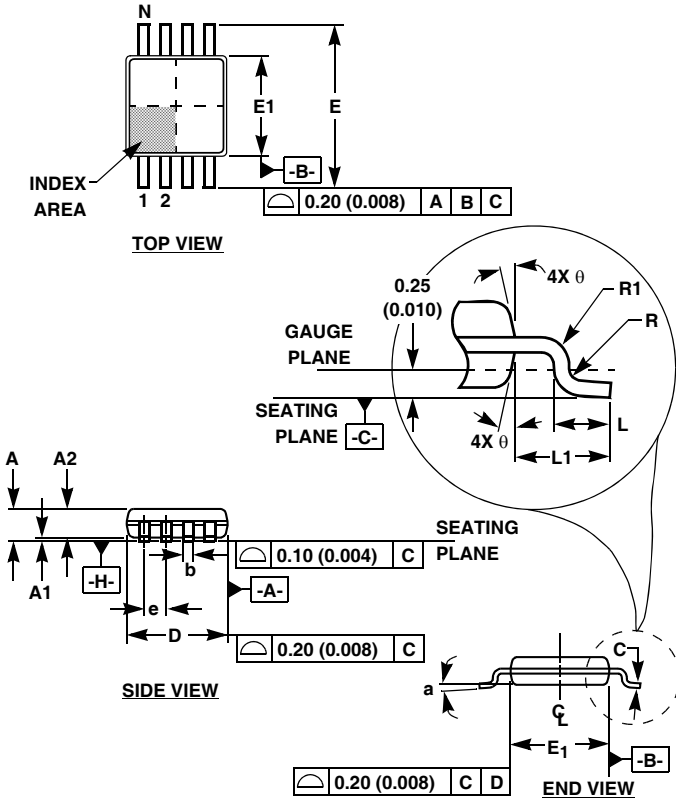 N
E1
E
-B-
INDEX
AREA
1 2
0.20 (0.008) A B C
TOP VIEW
0.25
(0.010)
4X θ
R1
R
GAUGE
PLANE
SEATING
PLANE
-C-
4X θ
L
L1
A A2
SEATING
PLANE
A1
-H-
b
0.10 (0.004) C
e
-A-
D
0.20 (0.008) C
SIDE VIEW
C
a
CL
E1
-B-
0.20 (0.008) C D
END VIEW